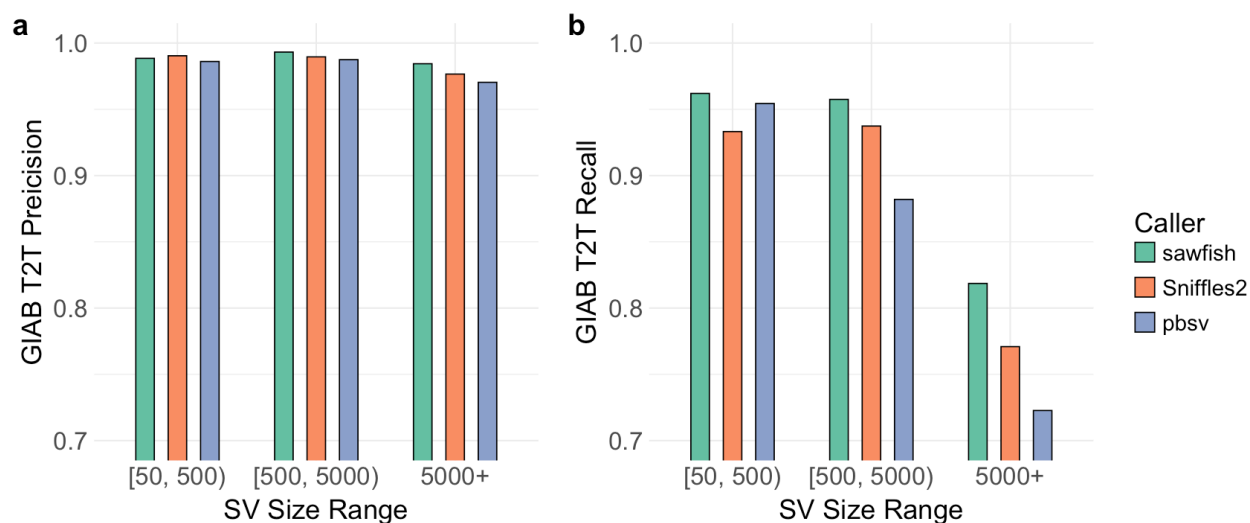 a
1.0
0.9
0.8
0.7
GIAB T2T Preicision
[50, 500)
[500, 5000)
5000+
SV Size Range
b
1.0
0.9
0.8
0.7
GIAB T2T Recall
[50, 500)
[500, 5000)
5000+
SV Size Range
Caller
sawfish
Sniffles2
pbsv